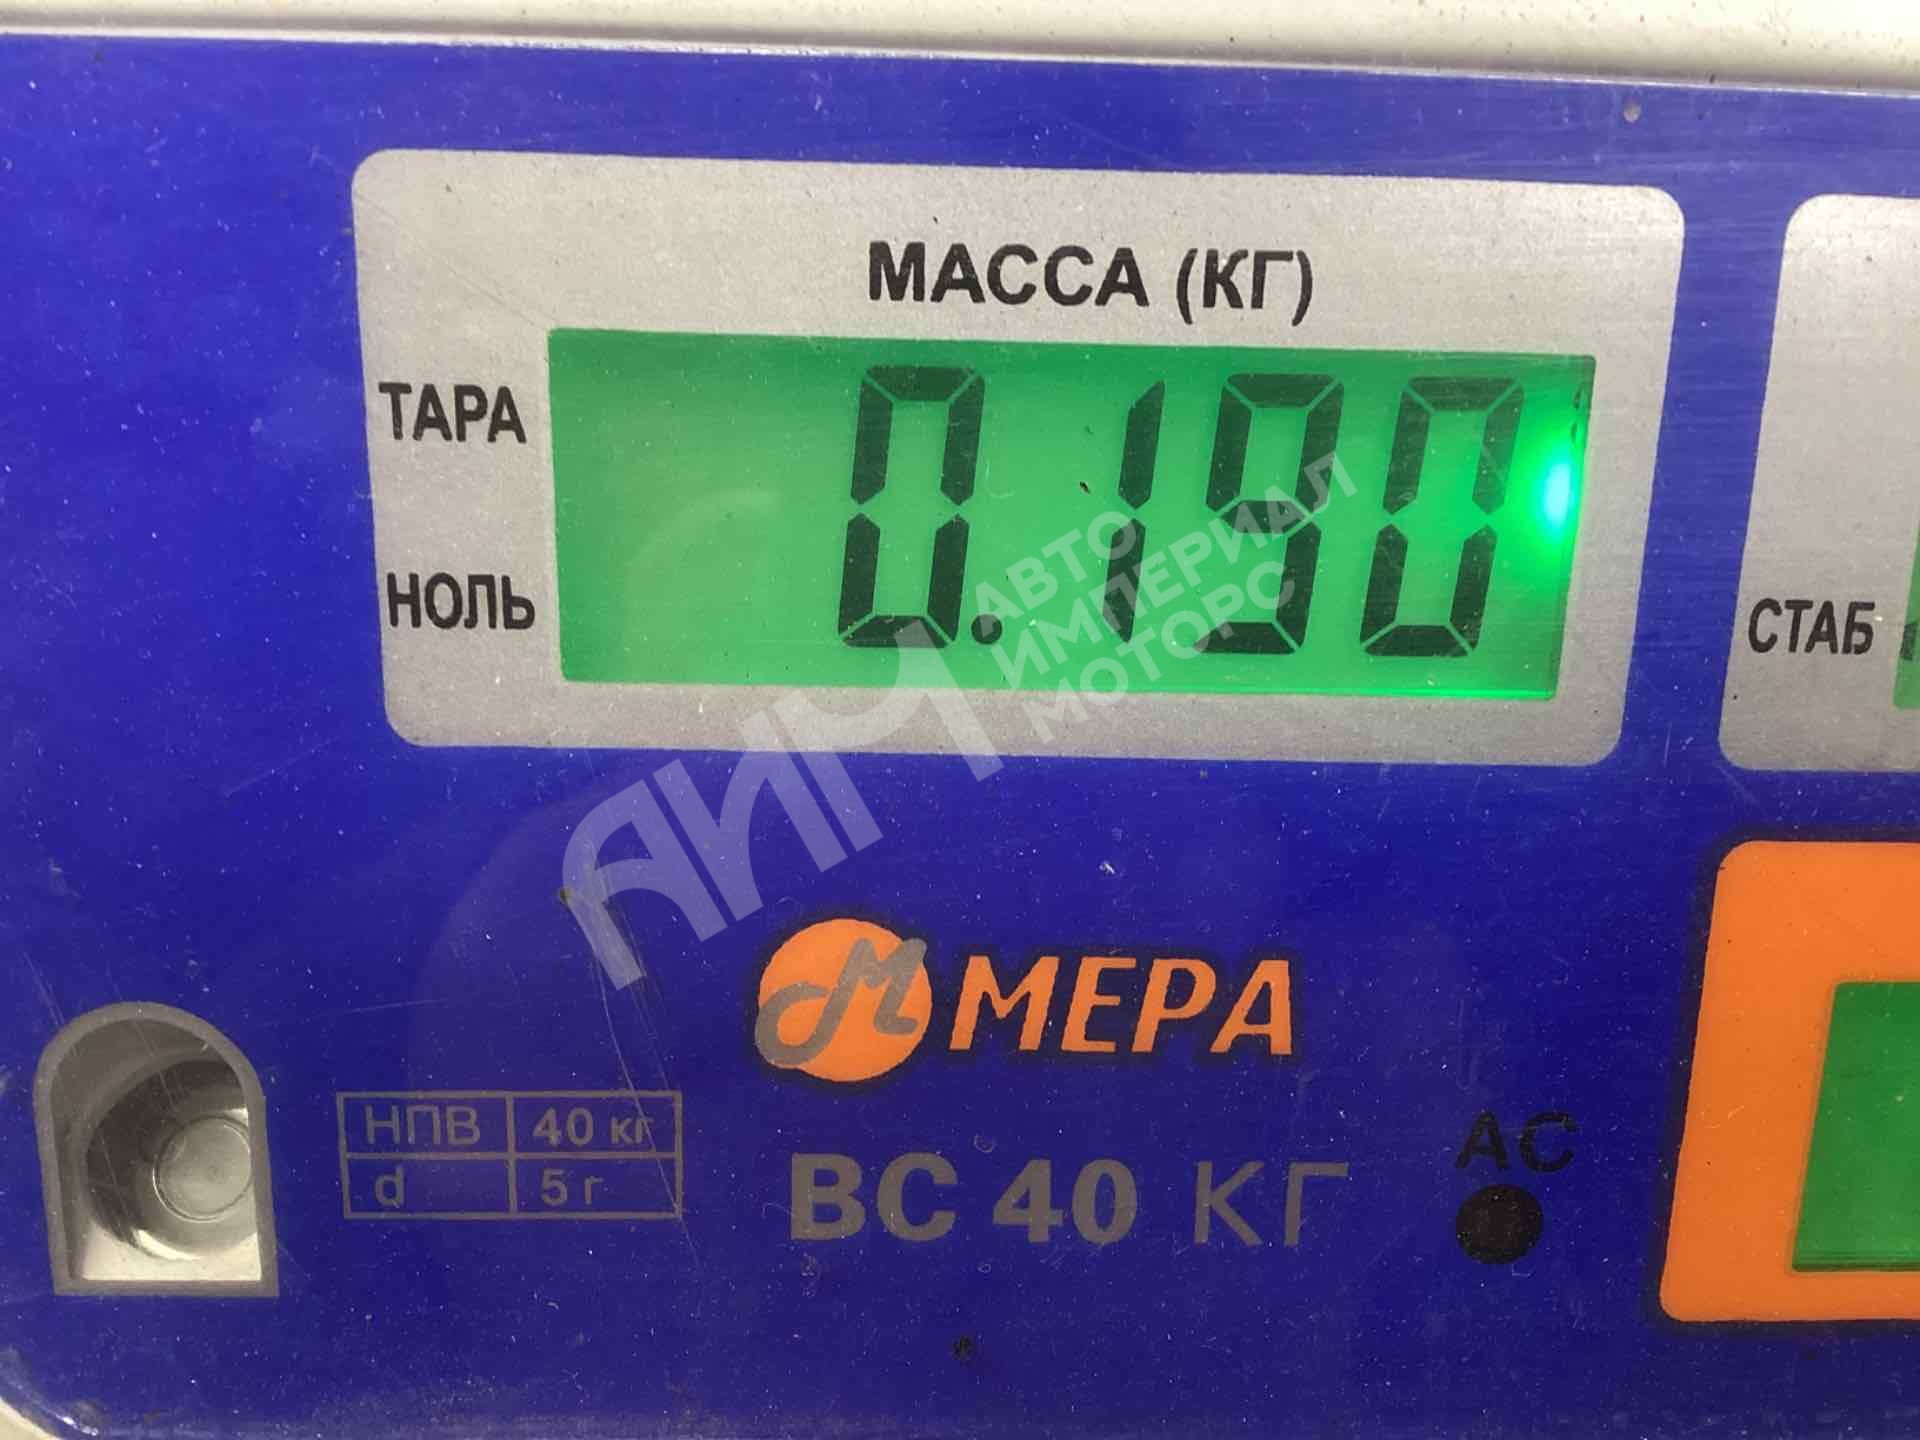 МАССА (КГ)
ТАРА
0.190
НОЛЬ
СТАБ
АИМ
АВТО
ИМПЕРИАЛ
МОТОРС
М МЕРА
НПВ 40 кг
d 5 г
ВС 40 КГ
АС